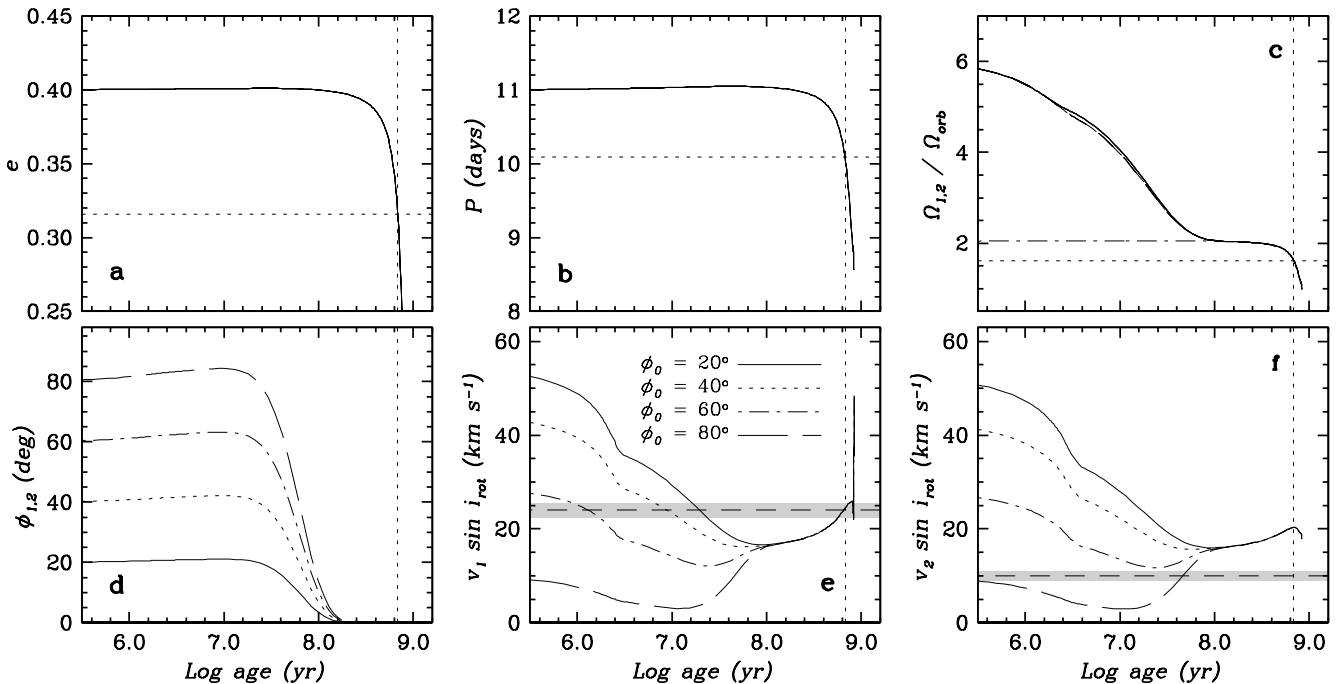 0.45
0.40
0.35
0.30
0.25
e
a
12
11
10
9
8
P (days)
b
6
4
2
Ω1,2 / Ωorb
c
80
60
40
20
0
ϕ1,2 (deg)
d
6.0 7.0 8.0 9.0
Log age (yr)
60
40
20
0
v1 sin irot (km s−1)
ϕ0 = 20°
ϕ0 = 40°
ϕ0 = 60°
ϕ0 = 80°
e
6.0 7.0 8.0 9.0
Log age (yr)
60
40
20
0
v2 sin irot (km s−1)
f
6.0 7.0 8.0 9.0
Log age (yr)